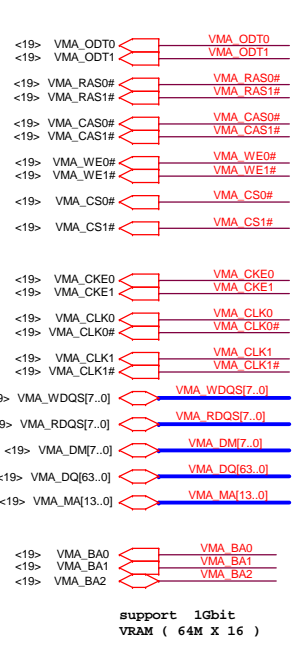 <19> VMA_ODT0 VMA_ODT0
<19> VMA_ODT1 VMA_ODT1
<19> VMA_RAS0# VMA_RAS0#
<19> VMA_RAS1# VMA_RAS1#
<19> VMA_CAS0# VMA_CAS0#
<19> VMA_CAS1# VMA_CAS1#
<19> VMA_WE0# VMA_WE0#
<19> VMA_WE1# VMA_WE1#
<19> VMA_CS0# VMA_CS0#
<19> VMA_CS1# VMA_CS1#
<19> VMA_CKE0 VMA_CKE0
<19> VMA_CKE1 VMA_CKE1
<19> VMA_CLK0 VMA_CLK0
<19> VMA_CLK0# VMA_CLK0#
<19> VMA_CLK1 VMA_CLK1
<19> VMA_CLK1# VMA_CLK1#
9> VMA_WDQS[7..0] VMA_WDQS[7..0]
9> VMA_RDQS[7..0] VMA_RDQS[7..0]
<19> VMA_DM[7..0] VMA_DM[7..0]
<19> VMA_DQ[63..0] VMA_DQ[63..0]
<19> VMA_MA[13..0] VMA_MA[13..0]
<19> VMA_BA0 VMA_BA0
<19> VMA_BA1 VMA_BA1
<19> VMA_BA2 VMA_BA2
support 1Gbit
VRAM ( 64M X 16 )